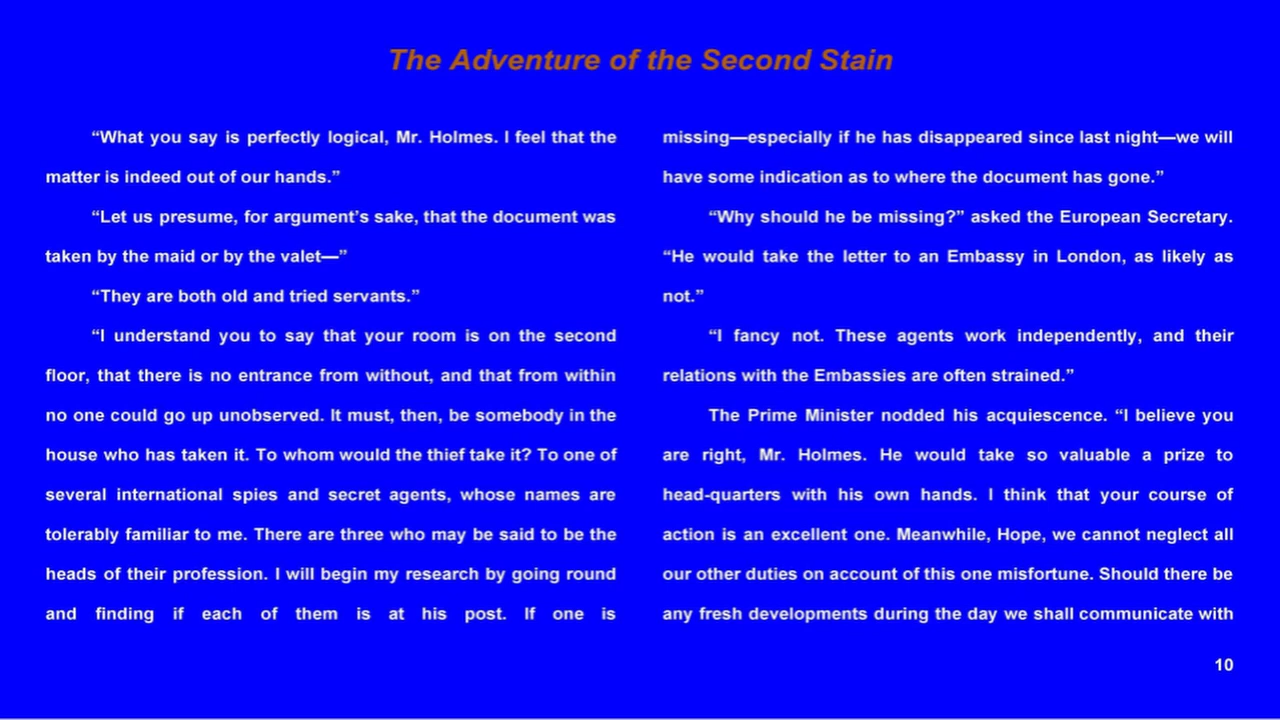 The Adventure of the Second Stain
“What you say is perfectly logical, Mr. Holmes. I feel that the
matter is indeed out of our hands.”
“Let us presume, for argument’s sake, that the document was
taken by the maid or by the valet—”
“They are both old and tried servants.”
“I understand you to say that your room is on the second
floor, that there is no entrance from without, and that from within
no one could go up unobserved. It must, then, be somebody in the
house who has taken it. To whom would the thief take it? To one of
several international spies and secret agents, whose names are
tolerably familiar to me. There are three who may be said to be the
heads of their profession. I will begin my research by going round
and finding if each of them is at his post. If one is
missing—especially if he has disappeared since last night—we will
have some indication as to where the document has gone.”
“Why should he be missing?” asked the European Secretary.
“He would take the letter to an Embassy in London, as likely as
not.”
“I fancy not. These agents work independently, and their
relations with the Embassies are often strained.”
The Prime Minister nodded his acquiescence. “I believe you
are right, Mr. Holmes. He would take so valuable a prize to
head-quarters with his own hands. I think that your course of
action is an excellent one. Meanwhile, Hope, we cannot neglect all
our other duties on account of this one misfortune. Should there be
any fresh developments during the day we shall communicate with
10